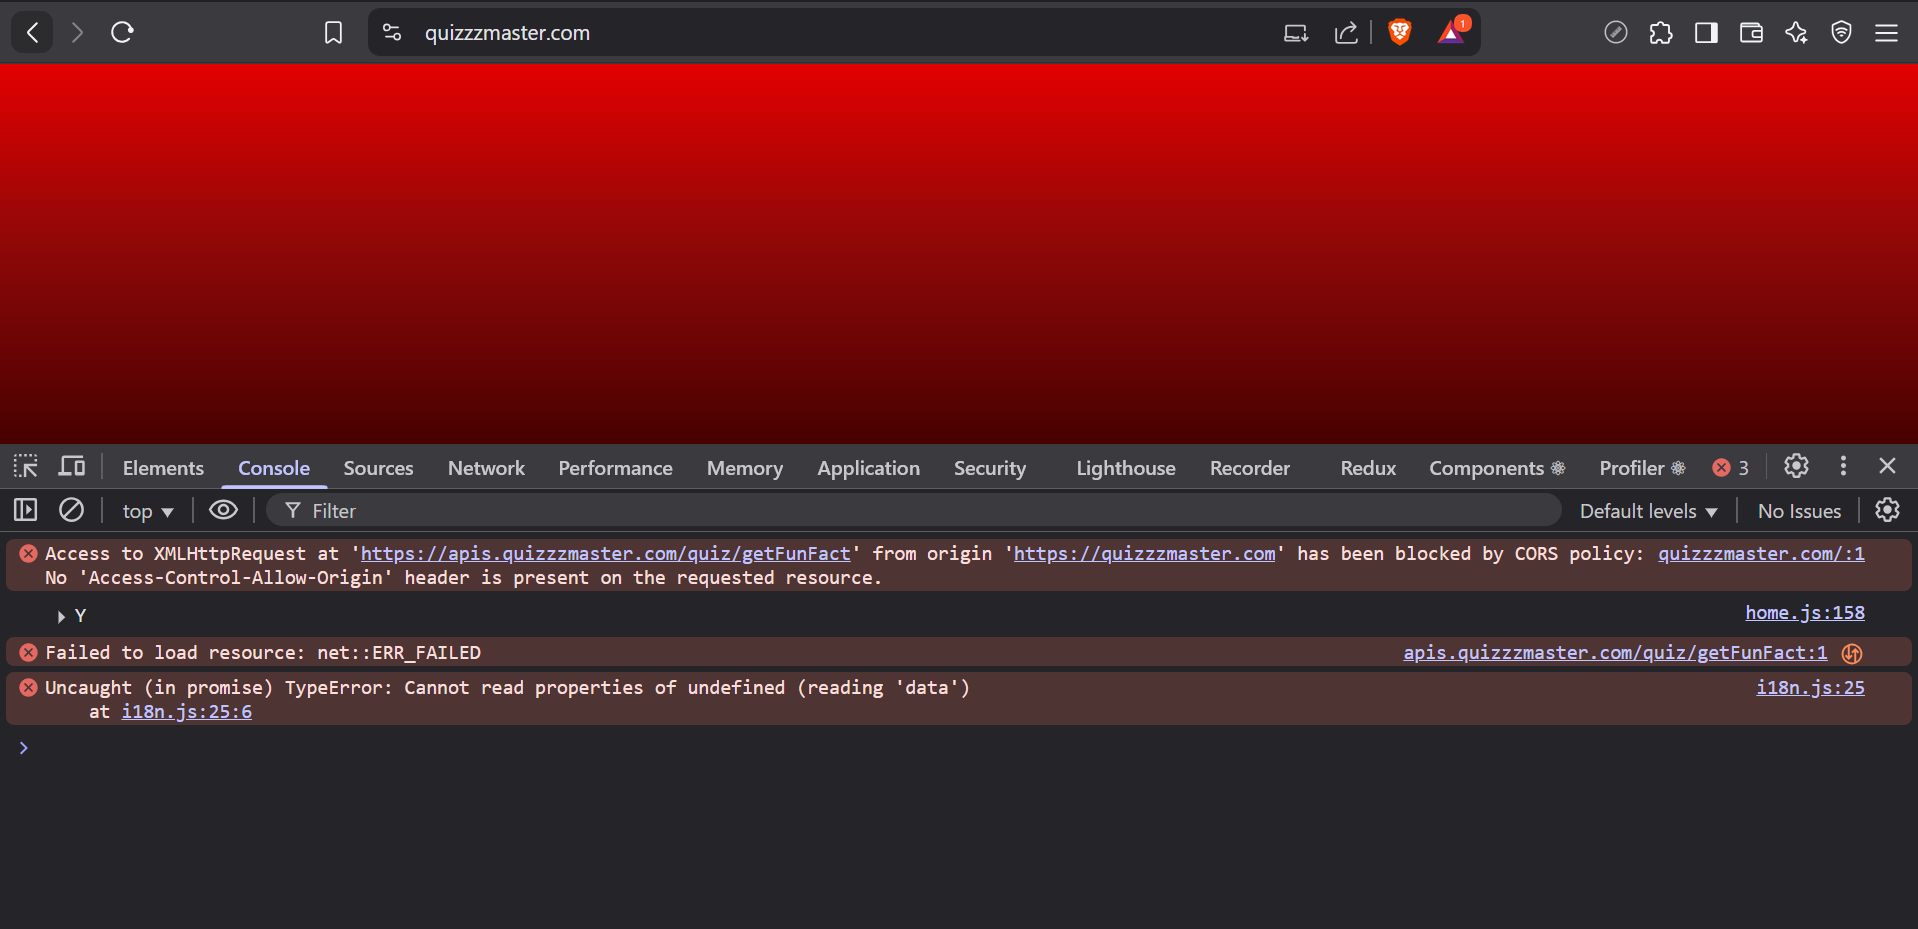 quizzzmaster.com
1
Elements Console Sources Network Performance Memory Application Security Lighthouse Recorder Redux Components Profiler 3
top Filter Default levels No Issues
Access to XMLHttpRequest at 'https://apis.quizzzmaster.com/quiz/getFunFact' from origin 'https://quizzzmaster.com' has been blocked by CORS policy: quizzzmaster.com/:1
No 'Access-Control-Allow-Origin' header is present on the requested resource.
Y home.js:158
Failed to load resource: net::ERR_FAILED apis.quizzzmaster.com/quiz/getFunFact:1
Uncaught (in promise) TypeError: Cannot read properties of undefined (reading 'data') i18n.js:25
at i18n.js:25:6